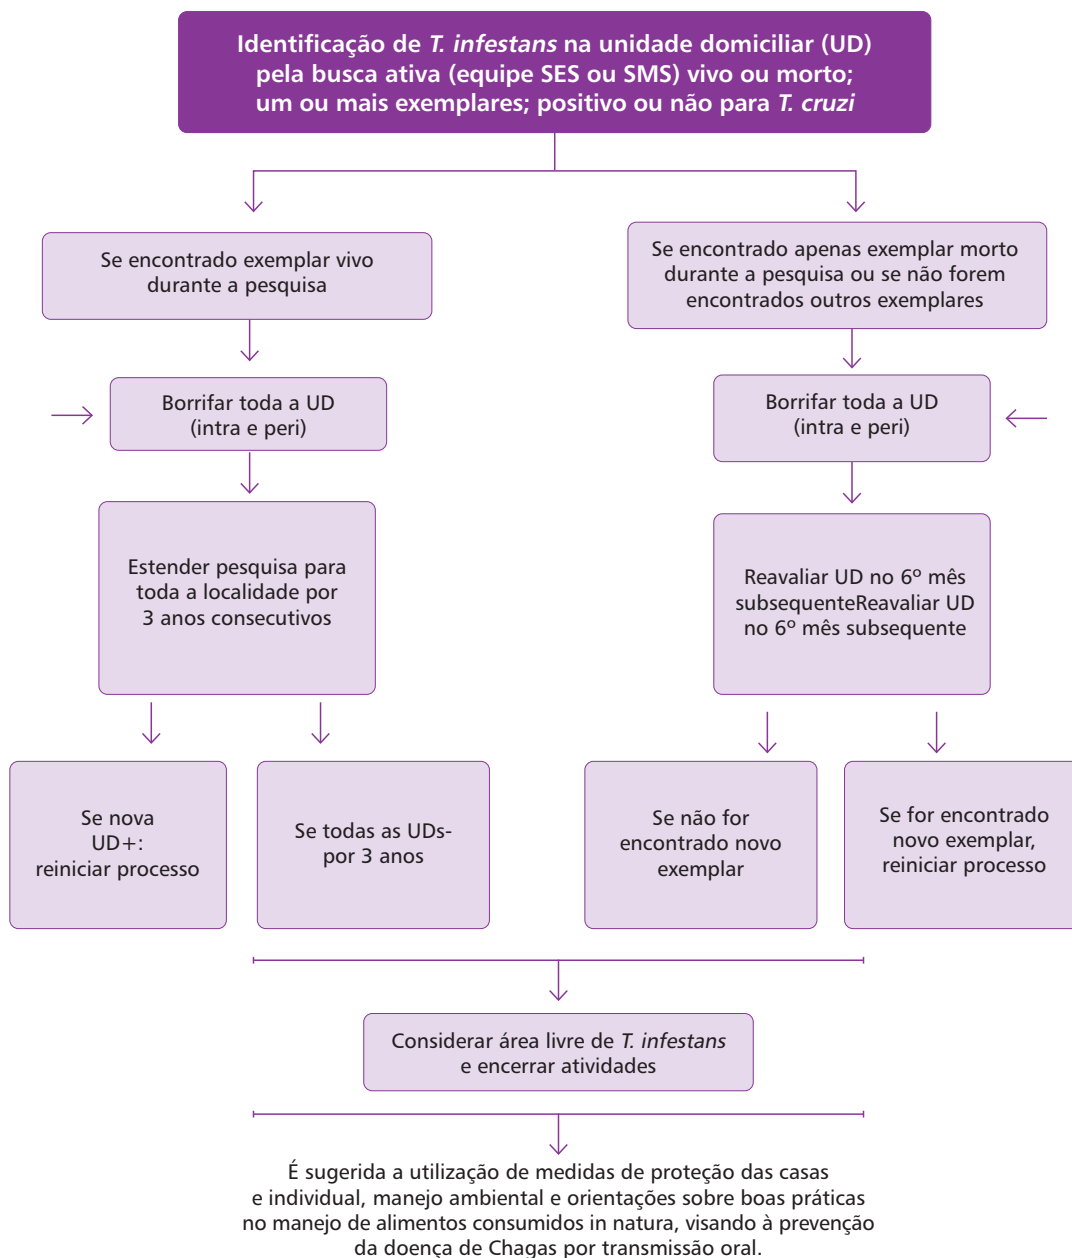 Identificação de T. infestans na unidade domiciliar (UD)
pela busca ativa (equipe SES ou SMS) vivo ou morto;
um ou mais exemplares; positivo ou não para T. cruzi
Se encontrado exemplar vivo
durante a pesquisa
Se encontrado apenas exemplar morto
durante a pesquisa ou se não forem
encontrados outros exemplares
Borrifar toda a UD
(intra e peri)
Borrifar toda a UD
(intra e peri)
Estender pesquisa para
toda a localidade por
3 anos consecutivos
Reavaliar UD no 6º mês
subsequenteReavaliar UD
no 6º mês subsequente
Se nova
UD+:
reiniciar processo
Se todas as UDs-
por 3 anos
Se não for
encontrado novo
exemplar
Se for encontrado
novo exemplar,
reiniciar processo
Considerar área livre de T. infestans
e encerrar atividades
É sugerida a utilização de medidas de proteção das casas
e individual, manejo ambiental e orientações sobre boas práticas
no manejo de alimentos consumidos in natura, visando à prevenção
da doença de Chagas por transmissão oral.